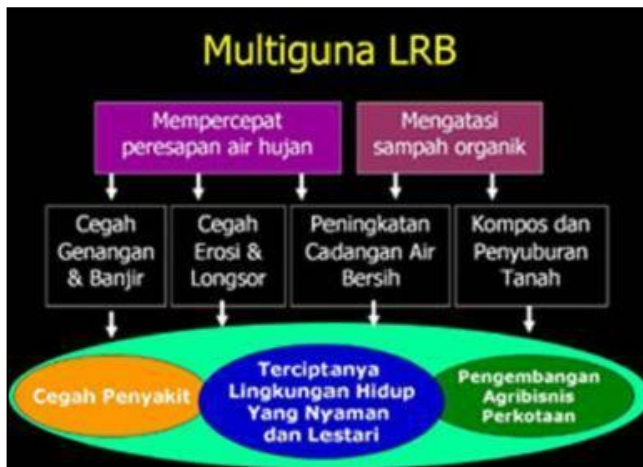 Multiguna LRB
Mempercepat
peresapan air hujan
Mengatasi
sampah organik
Cegah
Genangan
& Banjir
Cegah
Erosi &
Longsor
Peningkatan
Cadangan Air
Bersih
Kompos dan
Penyuburan
Tanah
Cegah Penyakit
Terciptanya
Lingkungan Hidup
Yang Nyaman
dan Lestari
Pengembangan
Agribisnis
Perkotaan